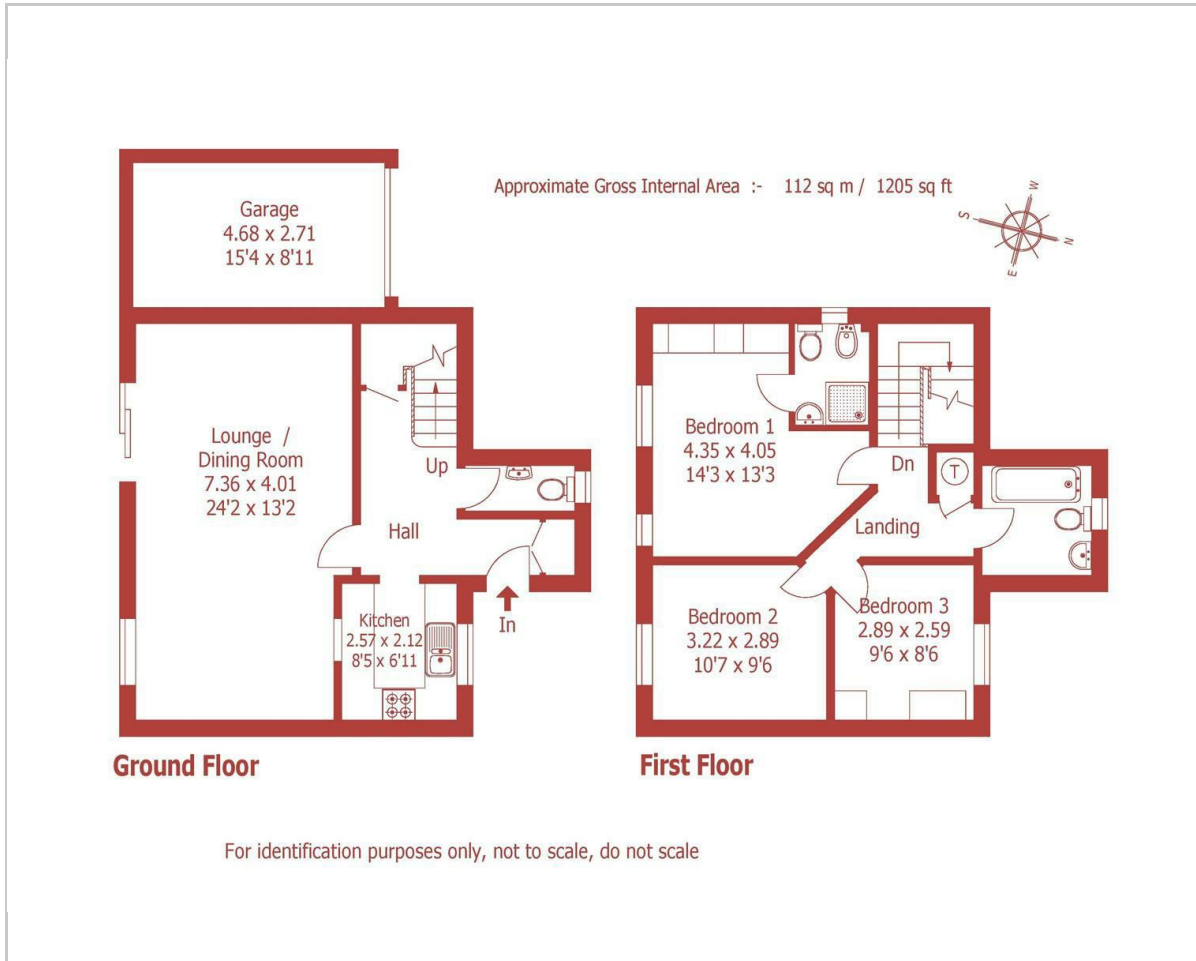 Approximate Gross Internal Area :- 112 sq m / 1205 sq ft
W
S
N
E
Garage
4.68 x 2.71
15'4 x 8'11
Lounge /
Dining Room
7.36 x 4.01
24'2 x 13'2
Up
Hall
Kitchen
2.57 x 2.12
8'5 x 6'11
In
Ground Floor
Bedroom 1
4.35 x 4.05
14'3 x 13'3
Dn
T
Landing
Bedroom 2
3.22 x 2.89
10'7 x 9'6
Bedroom 3
2.89 x 2.59
9'6 x 8'6
First Floor
For identification purposes only, not to scale, do not scale